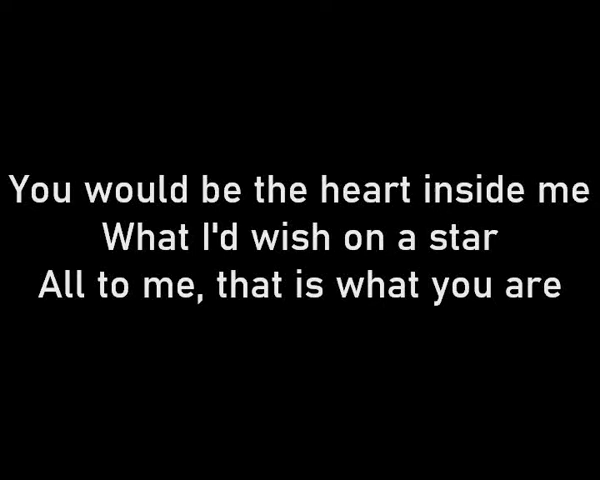 You would be the heart inside me
What I'd wish on a star
All to me, that is what you are